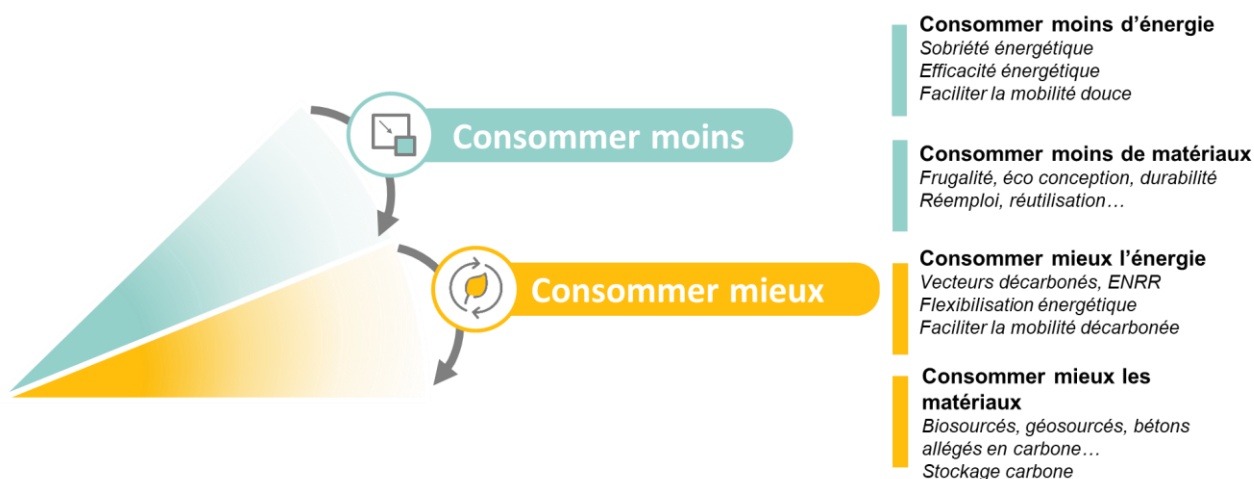 Consommer moins
Consommer mieux
Consommer moins d’énergie
Sobriété énergétique
Efficacité énergétique
Faciliter la mobilité douce
Consommer moins de matériaux
Frugalité, éco conception, durabilité
Réemploi, réutilisation…
Consommer mieux l’énergie
Vecteurs décarbonés, ENRR
Flexibilisation énergétique
Faciliter la mobilité décarbonée
Consommer mieux les
matériaux
Biosourcés, géosourcés, bétons
allégés en carbone…
Stockage carbone